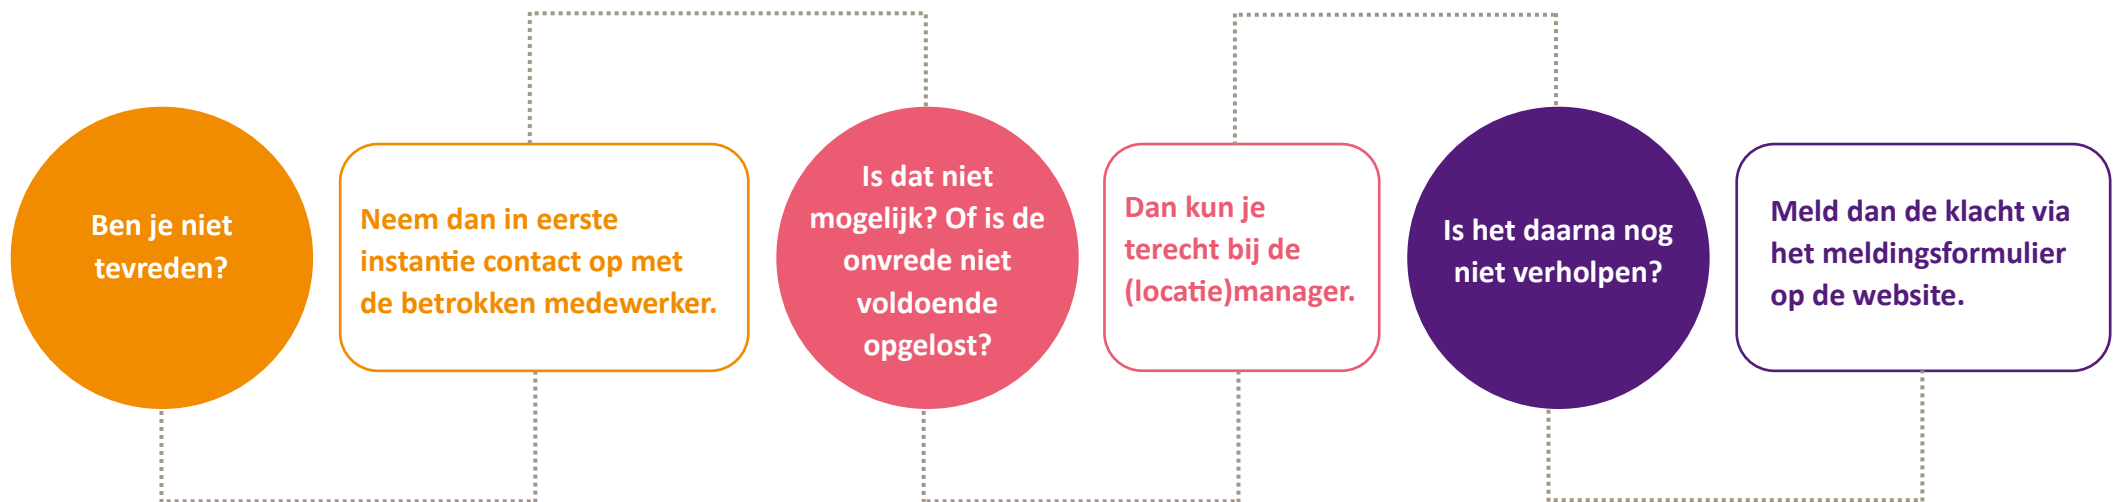 Ben je niet
tevreden?
Neem dan in eerste
instantie contact op met
de betrokken medewerker.
Is dat niet
mogelijk? Of is de
onvrede niet
voldoende
opgelost?
Dan kun je
terecht bij de
(locatie)manager.
Is het daarna nog
niet verholpen?
Meld dan de klacht via
het meldingsformulier
op de website.